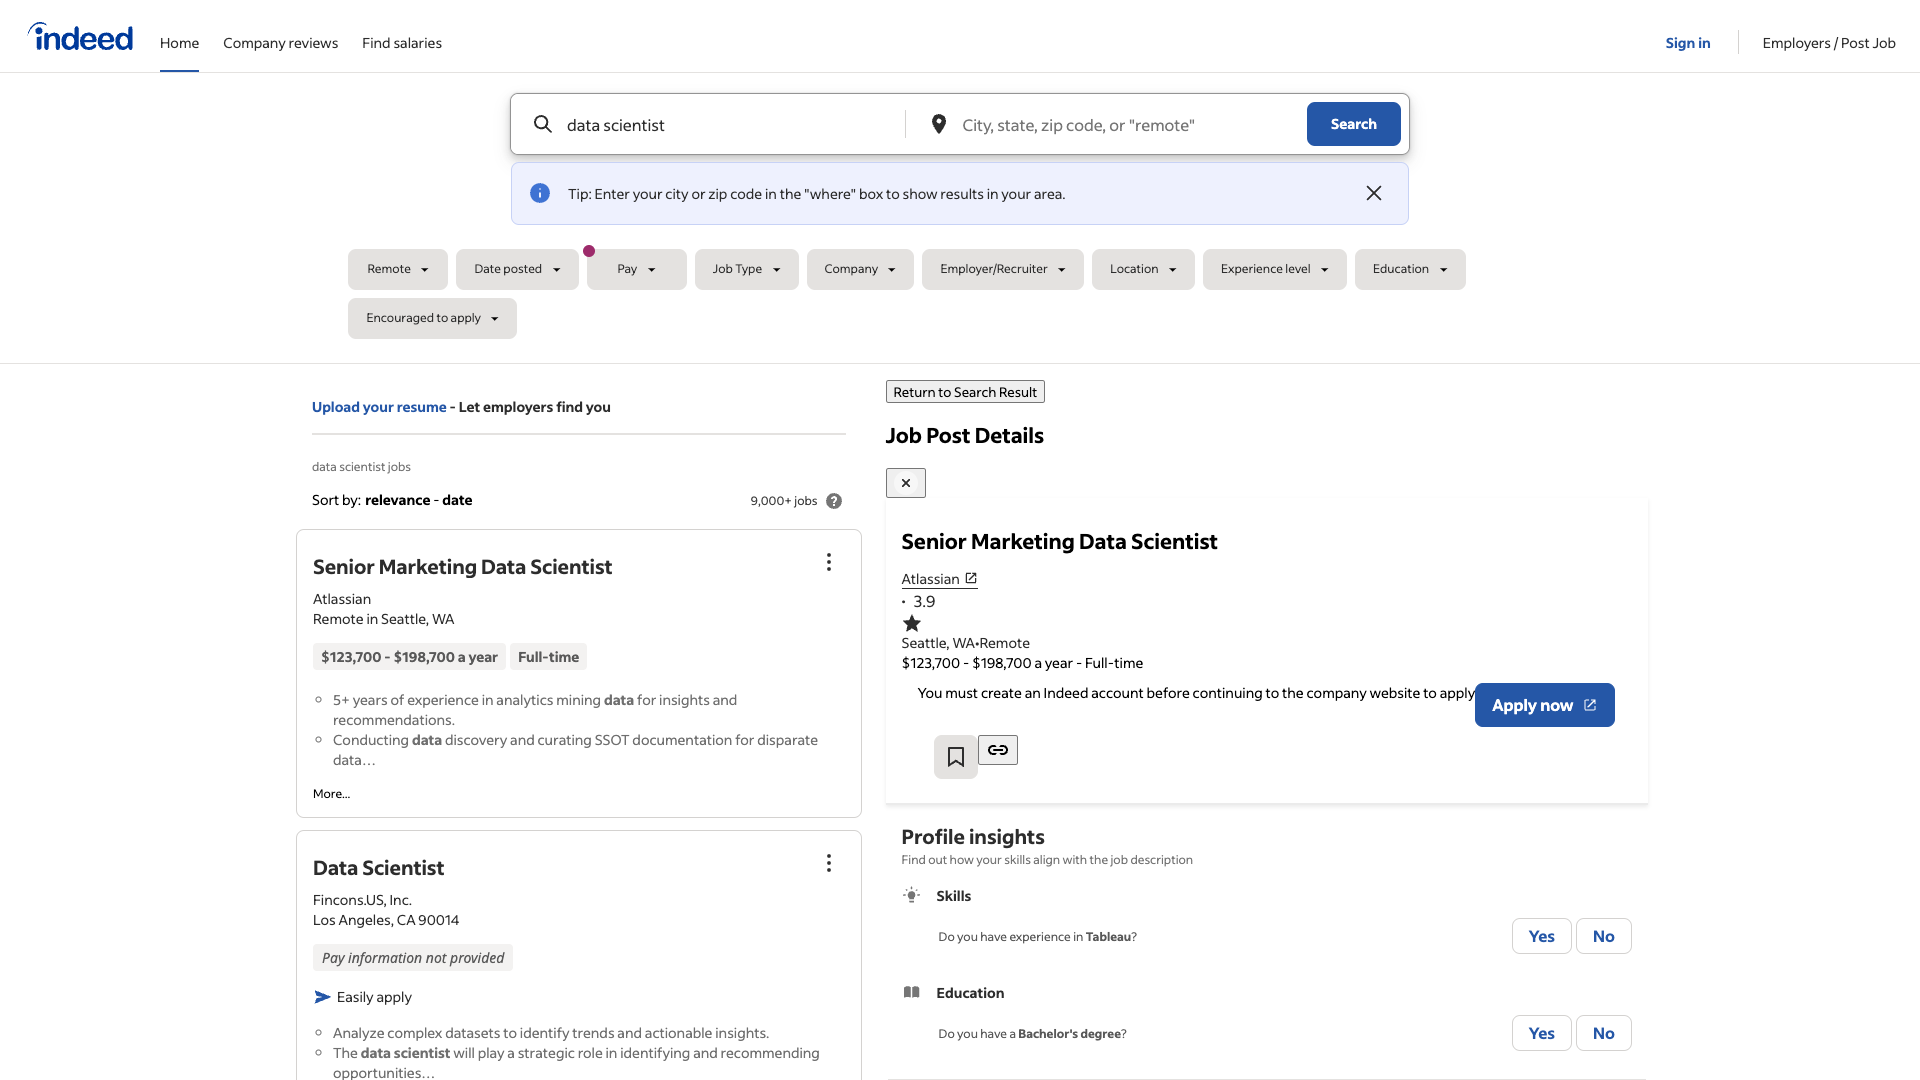 indeed
Home
Company reviews
Find salaries
Sign in
Employers / Post Job
data scientist
City, state, zip code, or "remote"
Search
Tip: Enter your city or zip code in the "where" box to show results in your area.
Remote
Date posted
Pay
Job Type
Company
Employer/Recruiter
Location
Experience level
Education
Encouraged to apply
Upload your resume - Let employers find you
data scientist jobs
Sort by: relevance - date
9,000+ jobs
Senior Marketing Data Scientist
Atlassian
Remote in Seattle, WA
$123,700 - $198,700 a year
Full-time
5+ years of experience in analytics mining data for insights and
recommendations.
Conducting data discovery and curating SSOT documentation for disparate
data…
More...
Data Scientist
Fincons.US, Inc.
Los Angeles, CA 90014
Pay information not provided
Easily apply
Analyze complex datasets to identify trends and actionable insights.
The data scientist will play a strategic role in identifying and recommending
opportunities…
Return to Search Result
Job Post Details
Senior Marketing Data Scientist
Atlassian
· 3.9
Seattle, WA•Remote
$123,700 - $198,700 a year - Full-time
You must create an Indeed account before continuing to the company website to apply
Apply now
Profile insights
Find out how your skills align with the job description
Skills
Do you have experience in Tableau?
Yes
No
Education
Do you have a Bachelor's degree?
Yes
No